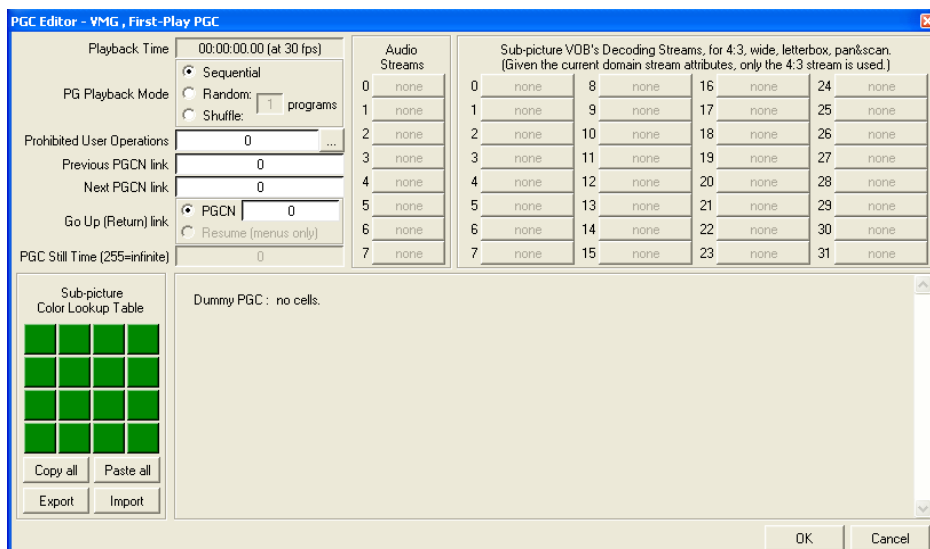 PGC Editor - VMG , First-Play PGC
Playback Time 00:00:00.00 (at 30 fps)
PG Playback Mode
Sequential
Random:
Shuffle:
1 programs
Prohibited User Operations 0 ...
Previous PGCN link 0
Next PGCN link 0
Go Up (Return) link
PGCN 0
Resume (menus only)
PGC Still Time (255=infinite) 0
Audio
Streams
0 none
1 none
2 none
3 none
4 none
5 none
6 none
7 none
Sub-picture VOB's Decoding Streams, for 4:3, wide, letterbox, pan&scan.
(Given the current domain stream attributes, only the 4:3 stream is used.)
0 none 8 none 16 none 24 none
1 none 9 none 17 none 25 none
2 none 10 none 18 none 26 none
3 none 11 none 19 none 27 none
4 none 12 none 20 none 28 none
5 none 13 none 21 none 29 none
6 none 14 none 22 none 30 none
7 none 15 none 23 none 31 none
Sub-picture
Color Lookup Table
Copy all Paste all
Export Import
Dummy PGC : no cells.
OK Cancel